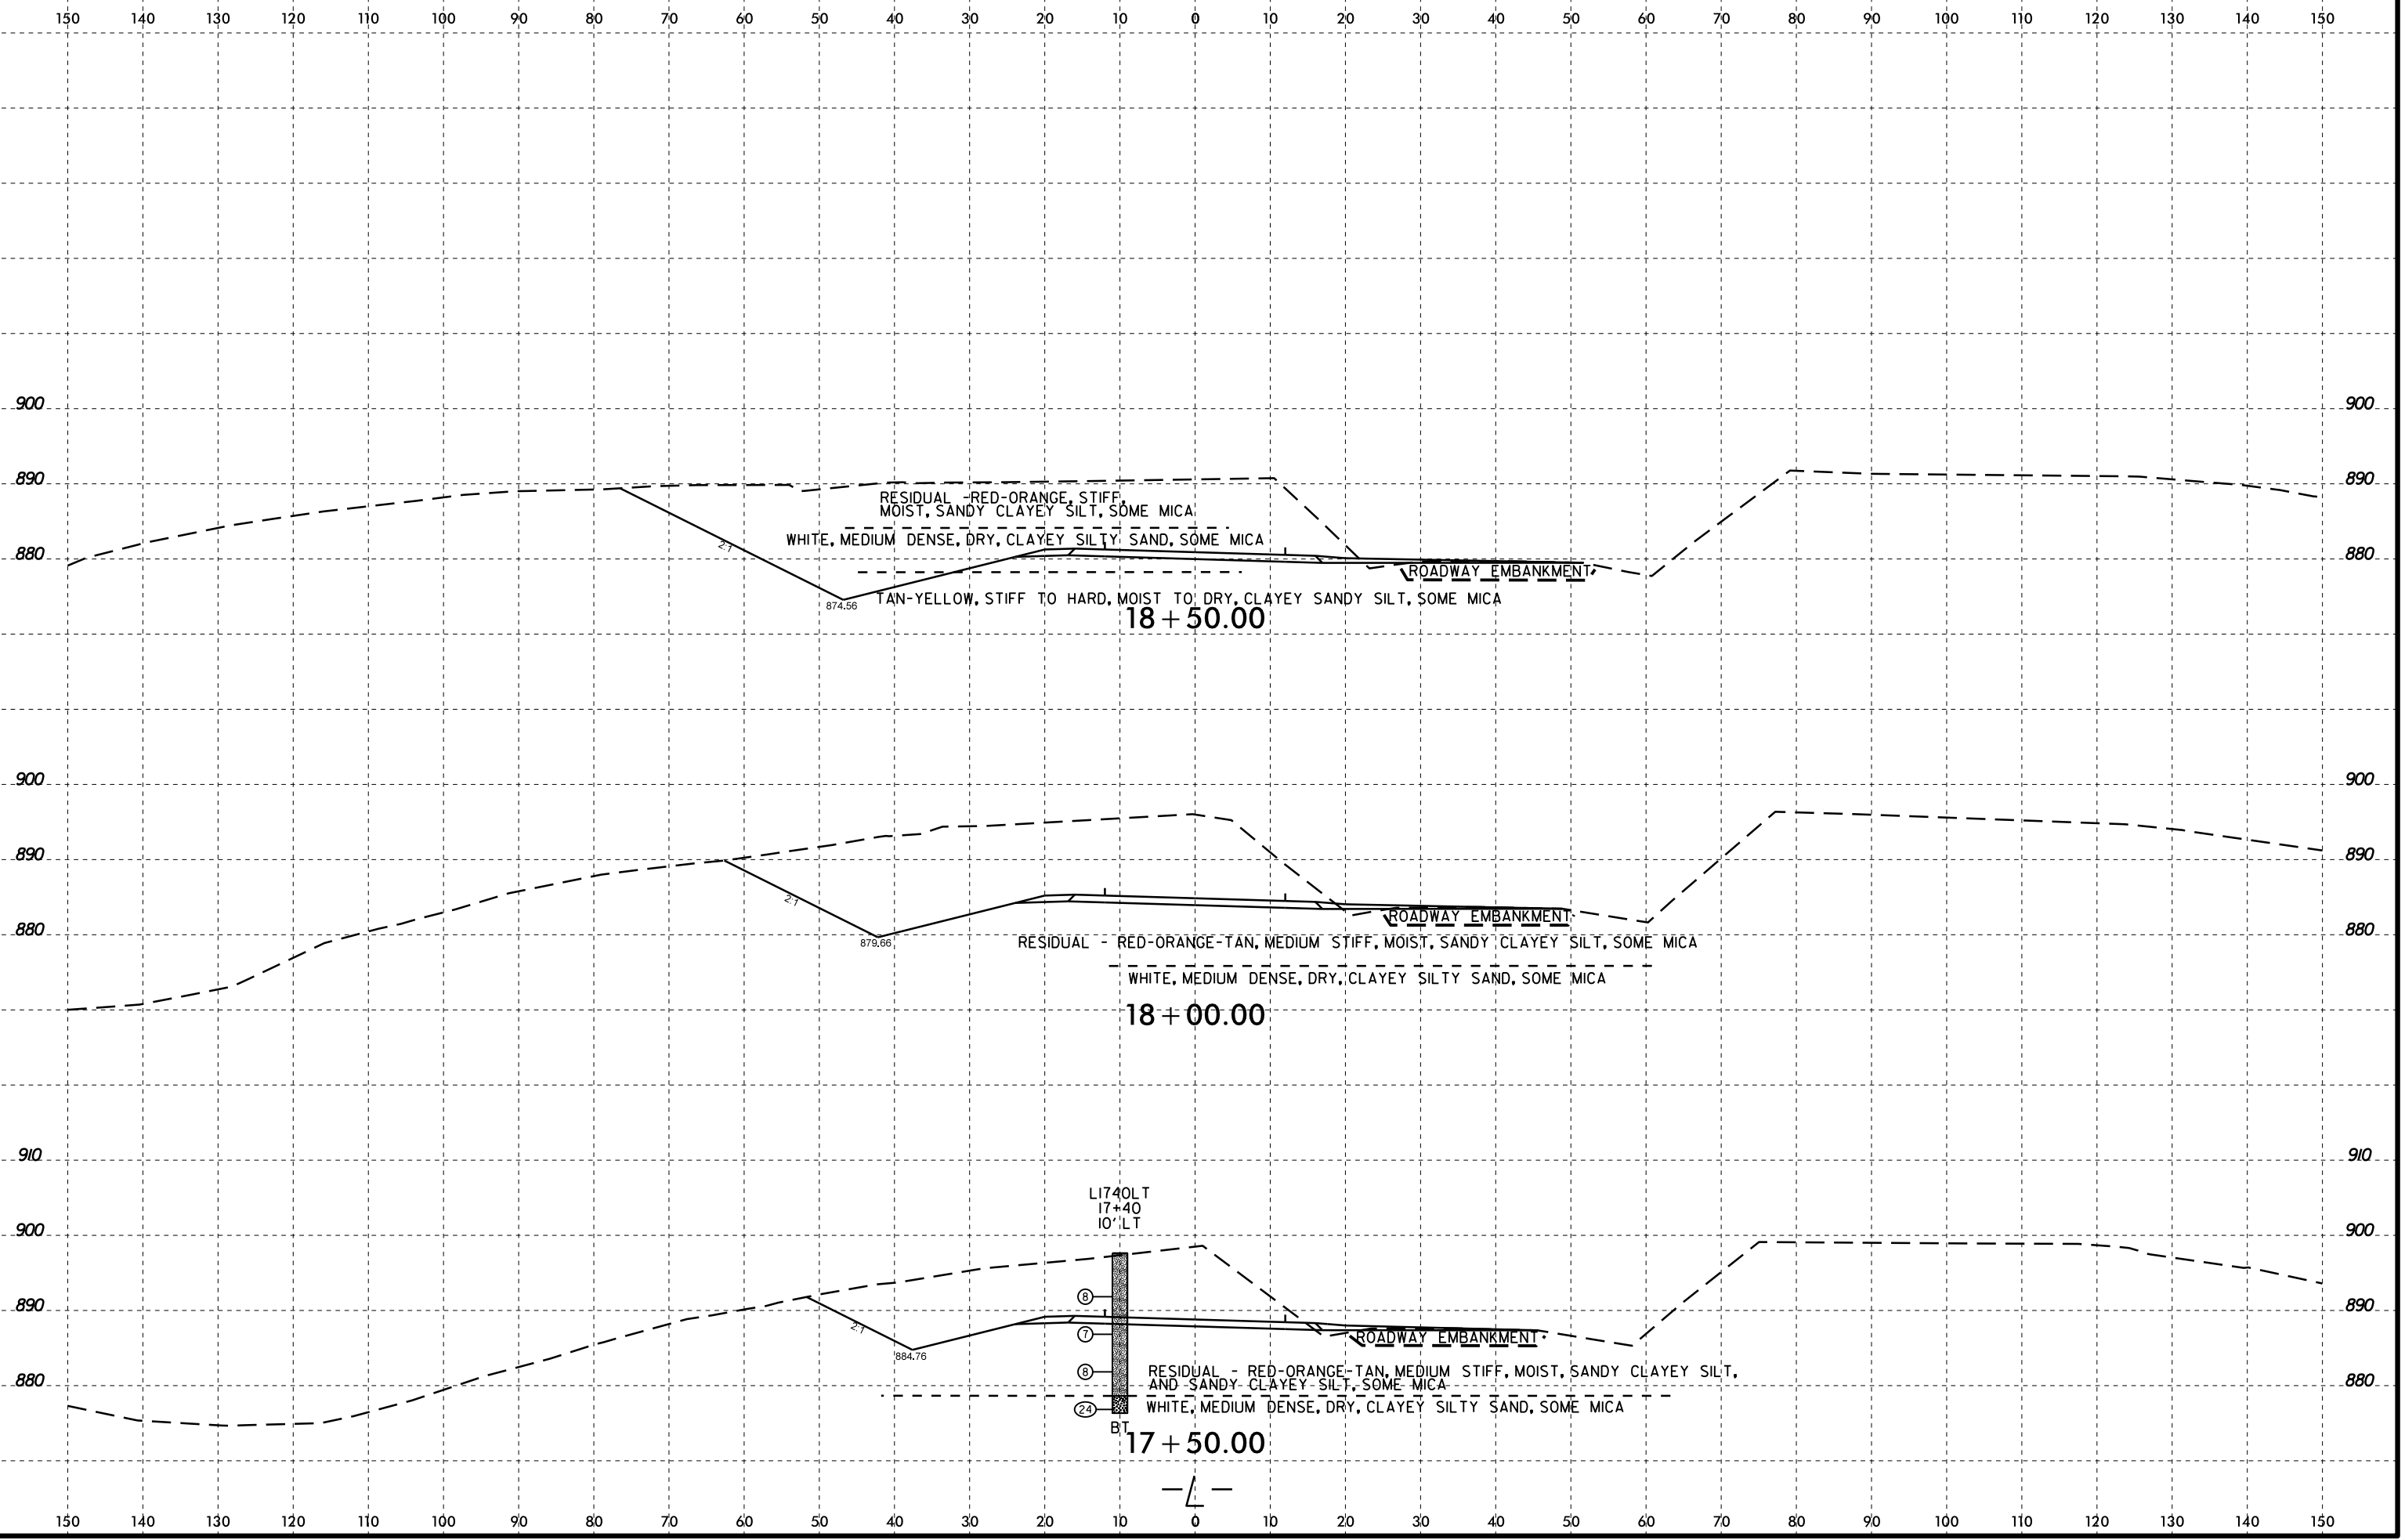 150 140 130 120 110 100 90 80 70 60 50 40 30 20 10 0 10 20 30 40 50 60 70 80 90 100 110 120 130 140 150
900 900
890 890
RESIDUAL -RED-ORANGE, STIFF,
MOIST, SANDY CLAYEY SILT, SOME MICA
WHITE, MEDIUM DENSE, DRY, CLAYEY SILTY SAND, SOME MICA
2:1
880 880
ROADWAY EMBANKMENT
TAN-YELLOW, STIFF TO HARD, MOIST TO DRY, CLAYEY SANDY SILT, SOME MICA
874.56
18+50.00
900 900
890 890
2:1
ROADWAY EMBANKMENT
880 880
879.66
RESIDUAL - RED-ORANGE-TAN, MEDIUM STIFF, MOIST, SANDY CLAYEY SILT, SOME MICA
WHITE, MEDIUM DENSE, DRY, CLAYEY SILTY SAND, SOME MICA
18+00.00
910 910
L1740LT
17+40
10' LT
900 900
8
890 890
2:1
7
ROADWAY EMBANKMENT
884.76
8
RESIDUAL - RED-ORANGE-TAN, MEDIUM STIFF, MOIST, SANDY CLAYEY SILT,
AND SANDY CLAYEY SILT, SOME MICA
880 880
24
WHITE, MEDIUM DENSE, DRY, CLAYEY SILTY SAND, SOME MICA
BT
17+50.00
-L-
150 140 130 120 110 100 90 80 70 60 50 40 30 20 10 0 10 20 30 40 50 60 70 80 90 100 110 120 130 140 150